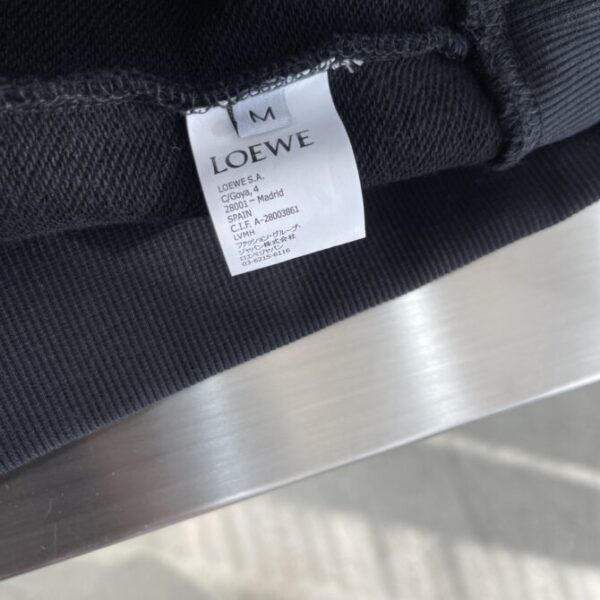 M
LOEWE
LOEWE S.A.
C/Goya, 4
28001 - Madrid
SPAIN
C.I.F. A-28003861
LVMH
ファッション・グループ・
ジャパン株式会社
ロエベジャパン
03-6215-6116